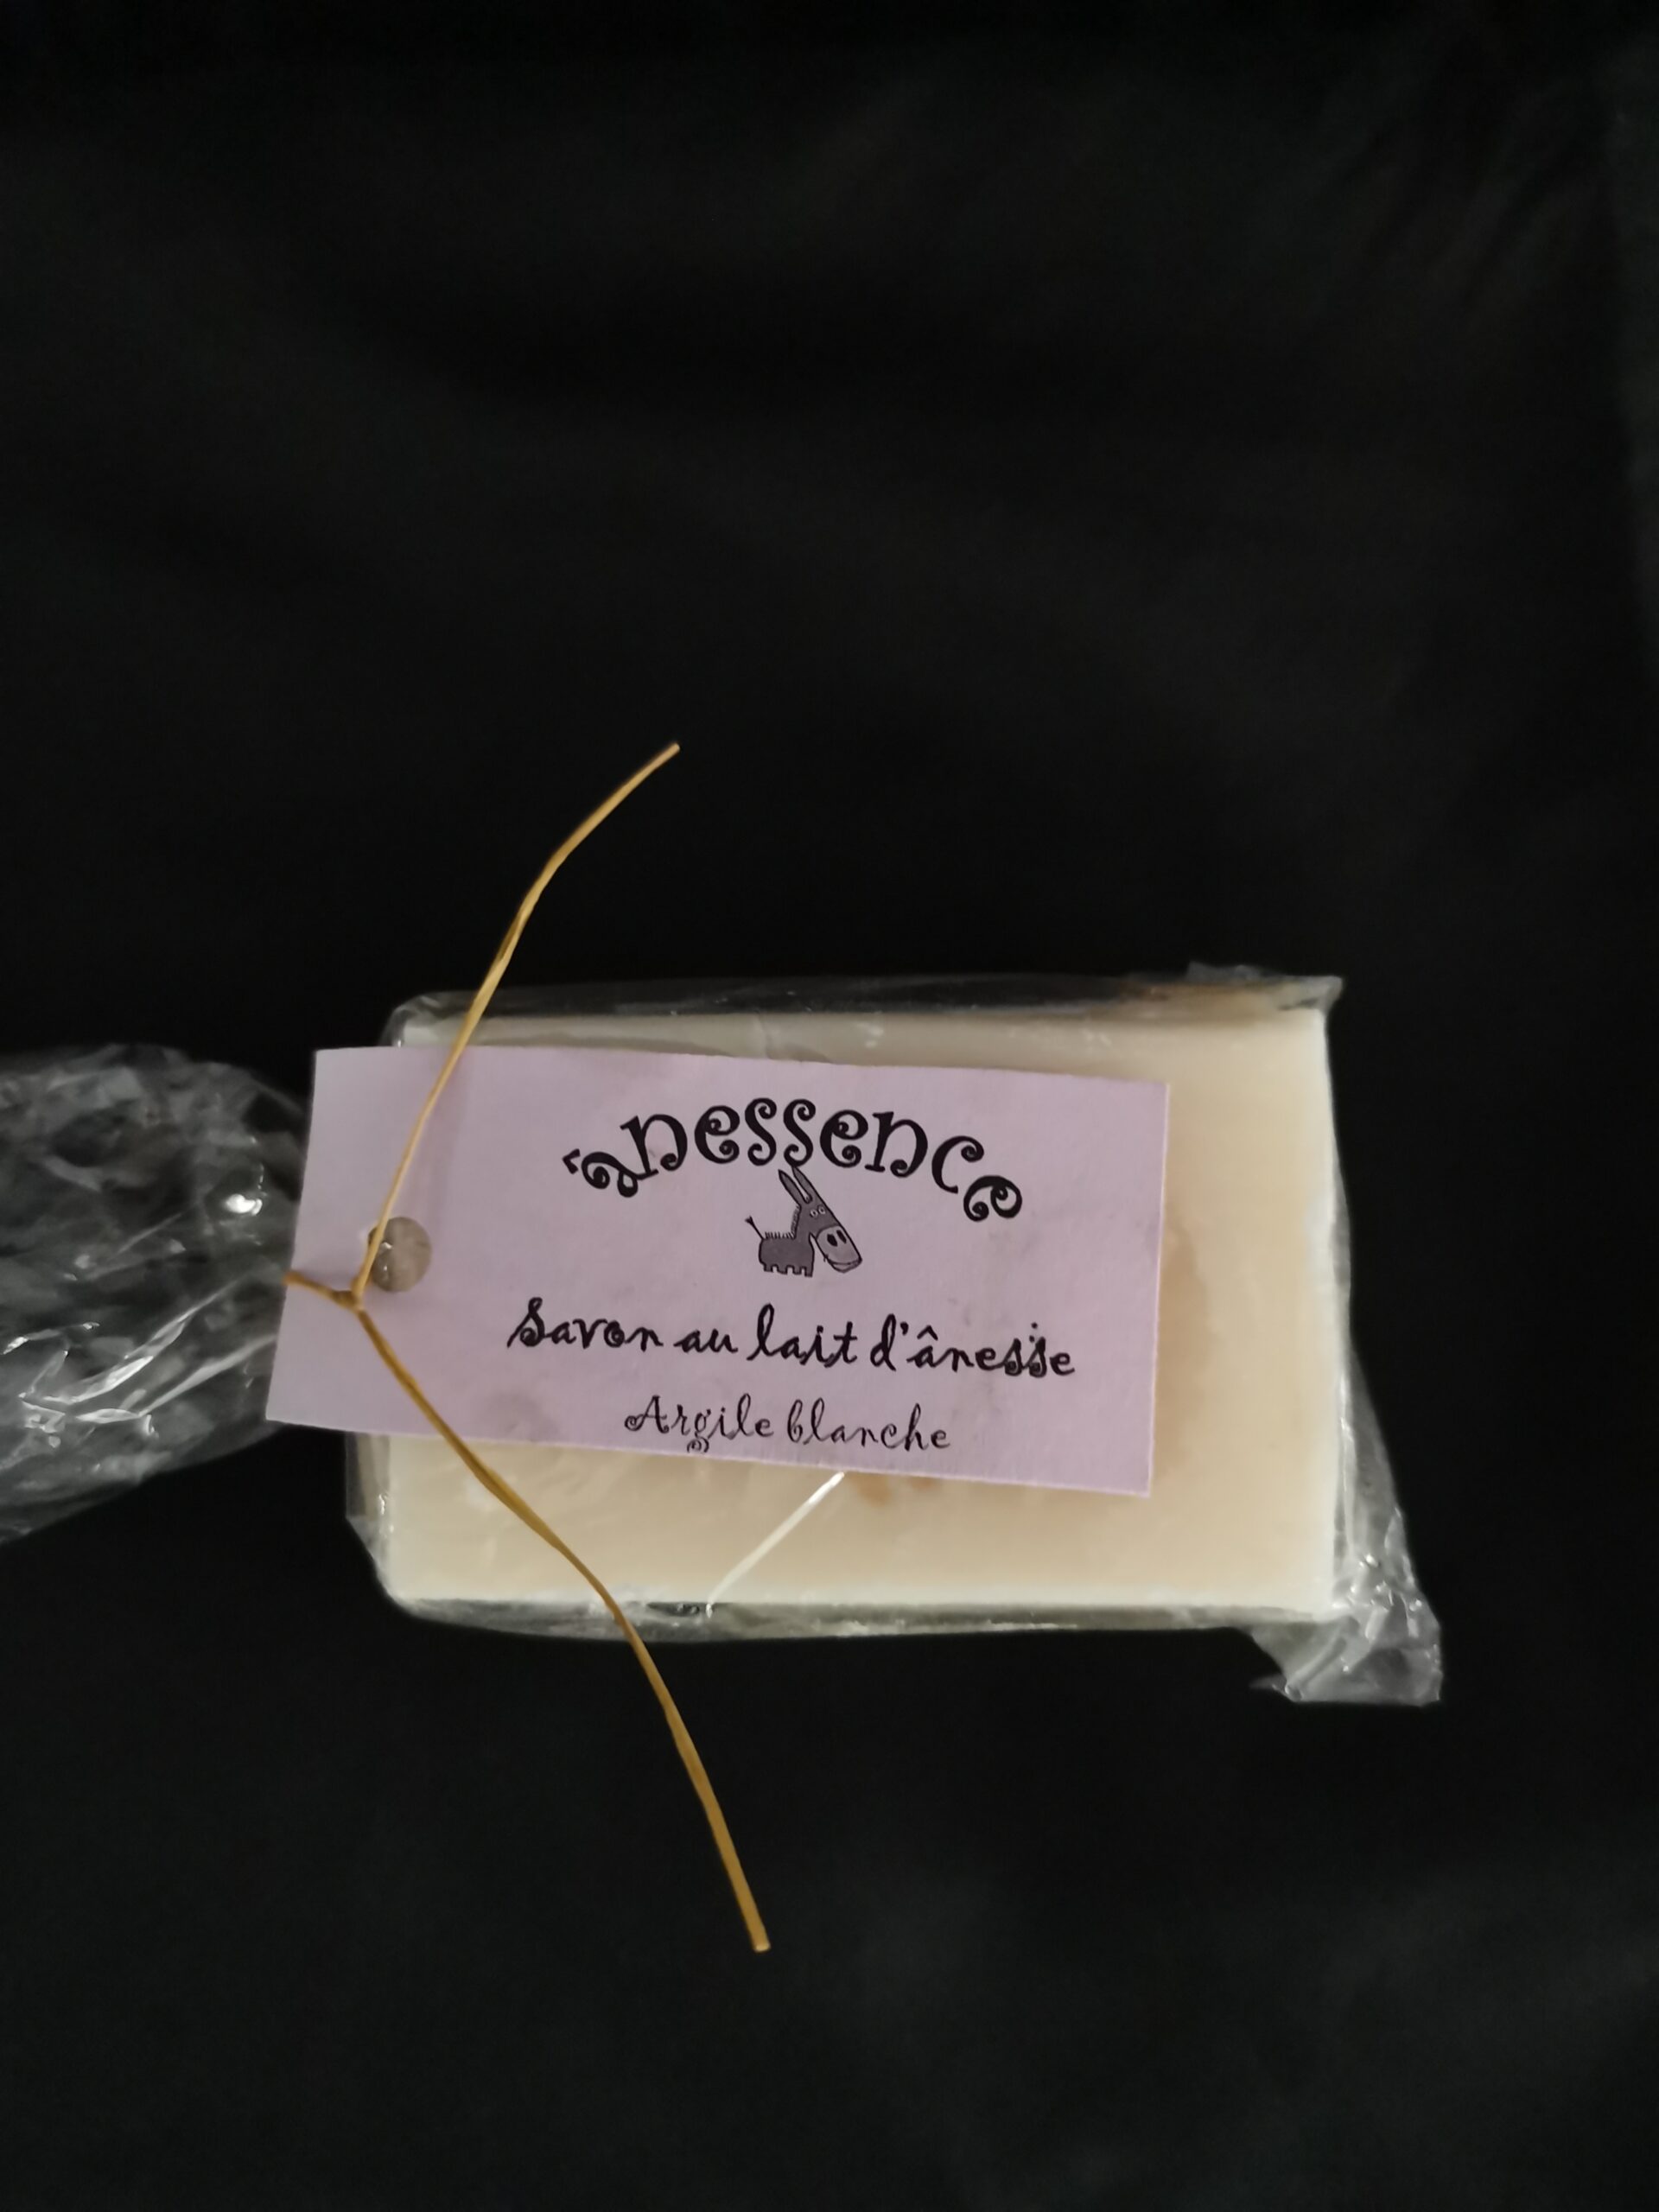 ânessence
Savon au lait d'ânesse
Argile blanche